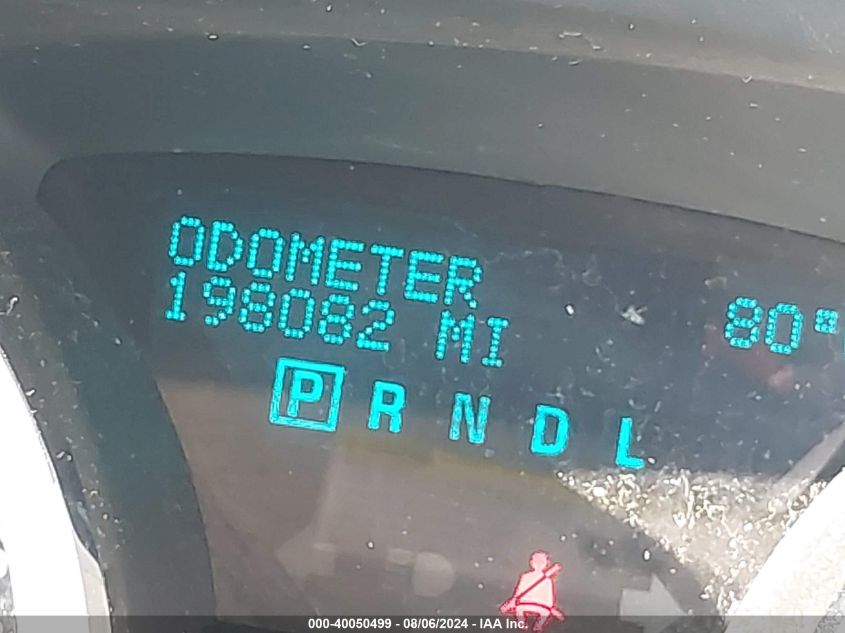 ODOMETER
198082 MI 80°
P R N D L
000-40050499 - 08/06/2024 - IAA Inc.